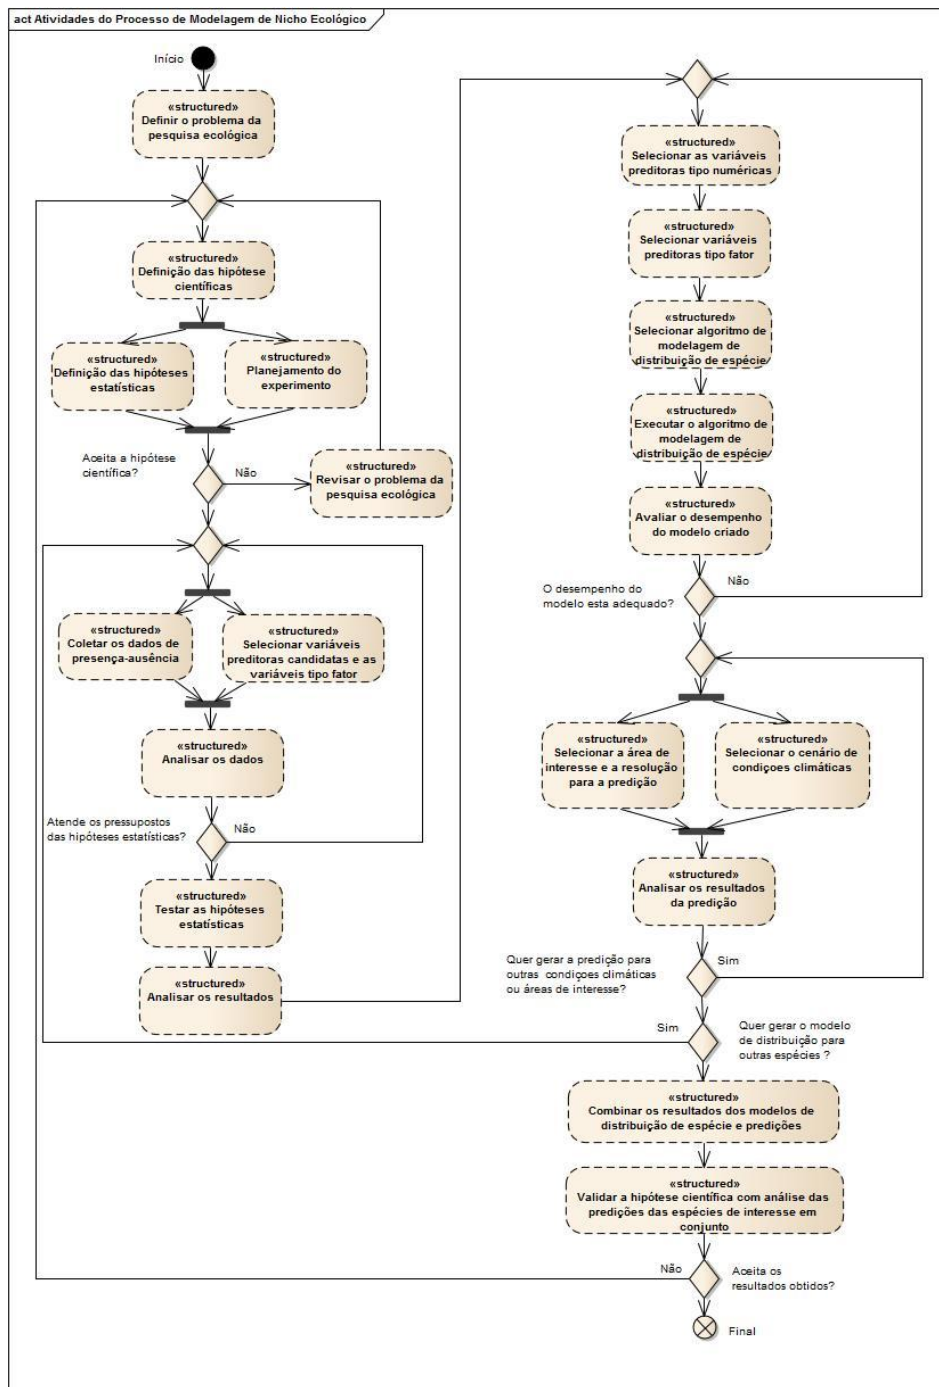 act Atividades do Processo de Modelagem de Nicho Ecológico
Início
«structured»
Definir o problema da
pesquisa ecológica
«structured»
Definição das hipótese
científicas
«structured»
Definição das hipóteses
estatísticas
«structured»
Planejamento do
experimento
Aceita a hipótese
científica?
Não
«structured»
Revisar o problema da
pesquisa ecológica
«structured»
Coletar os dados de
presença-ausência
«structured»
Selecionar variáveis
preditoras candidatas e as
variáveis tipo fator
«structured»
Analisar os dados
Atende os pressupostos
das hipóteses estatísticas?
Não
«structured»
Testar as hipóteses
estatísticas
«structured»
Analisar os resultados
«structured»
Selecionar as variáveis
preditoras tipo numéricas
«structured»
Selecionar variáveis
preditoras tipo fator
«structured»
Selecionar algoritmo de
modelagem de
distribuição de espécie
«structured»
Executar o algoritmo de
modelagem de
distribuição de espécie
«structured»
Avaliar o desempenho
do modelo criado
O desempenho do
modelo esta adequado?
Não
«structured»
Selecionar a área de
interesse e a resolução
para a predição
«structured»
Selecionar o cenário de
condiçoes climáticas
«structured»
Analisar os resultados
da predição
Quer gerar a predição para
outras condiçoes climáticas
ou áreas de interesse?
Sim
Sim
Quer gerar o modelo
de distribuição para
outras espécies ?
«structured»
Combinar os resultados dos modelos de
distribuição de espécie e predições
«structured»
Validar a hipótese científica com análise das
predições das espécies de interesse em
conjunto
Não
Aceita os
resultados obtidos?
Final